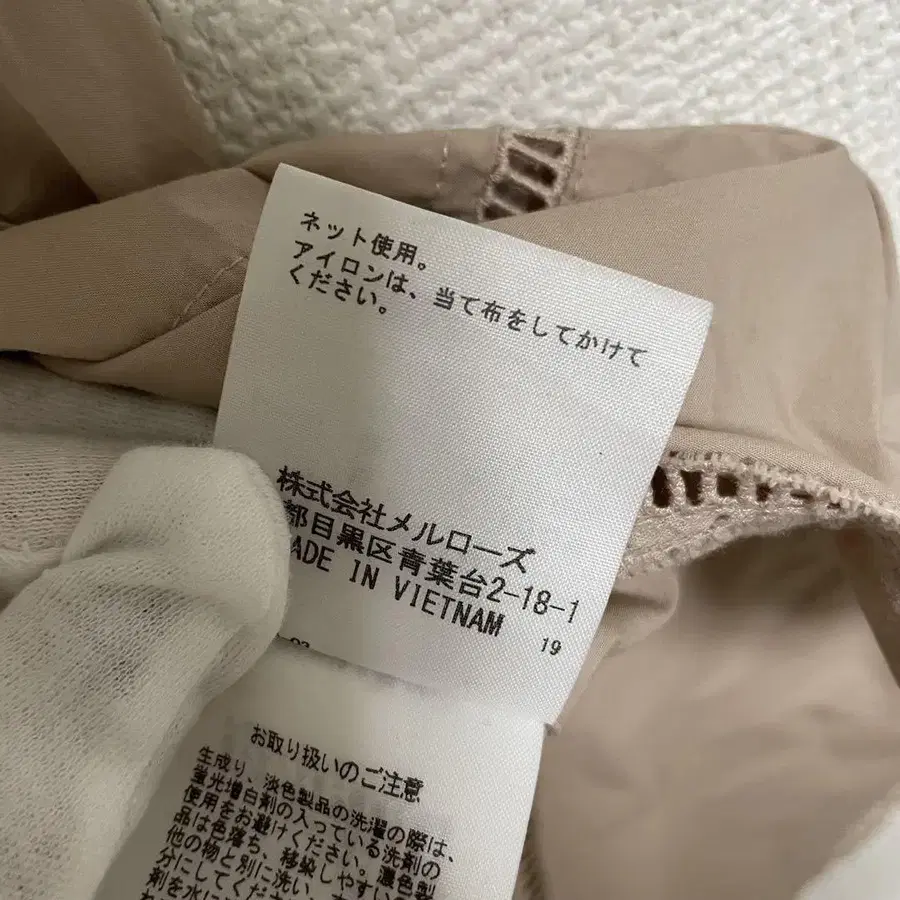 ネット使用。
アイロンは、当て布をしてかけて
ください。
株式会社メルローズ
都目黒区青葉台2-18-1
ADE IN VIETNAM
19
お取り扱いのご注意
生成り、淡色製品の洗濯の際は、
蛍光増白剤の入っている洗剤の
使用をお避けください。濃色製
品は色落ち、移染しやすい
他の物と別に洗い、
分にしてくださ
剤を水に